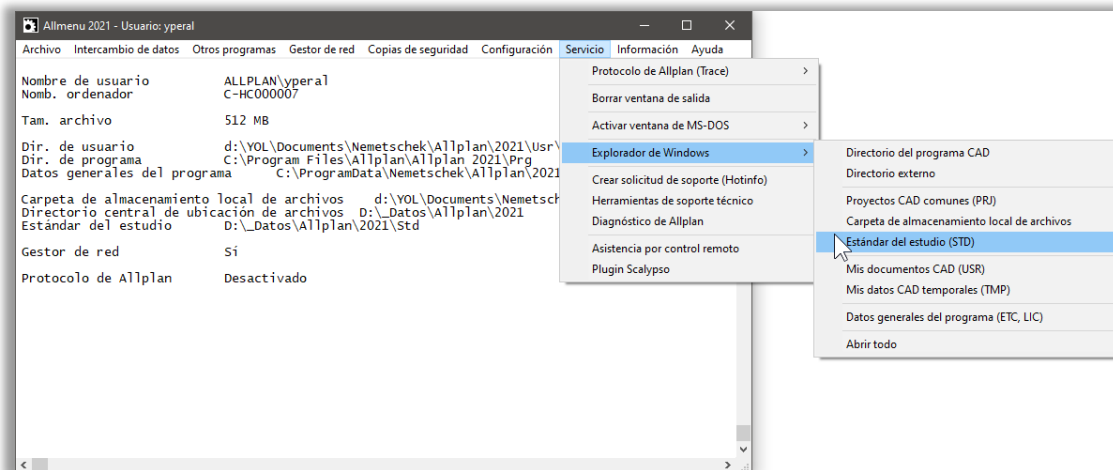 Allmenu 2021 - Usuario: yperal
Archivo Intercambio de datos Otros programas Gestor de red Copias de seguridad Configuración Servicio Información Ayuda
Nombre de usuario ALLPLAN\yperal
Nomb. ordenador C-HC000007
Tam. archivo 512 MB
Dir. de usuario d:\YOL\Documents\Nemetschek\Allplan\2021\Usr\
Dir. de programa C:\Program Files\Allplan\Allplan 2021\Prg
Datos generales del programa C:\ProgramData\Nemetschek\Allplan\2021
Carpeta de almacenamiento local de archivos d:\YOL\Documents\Nemetsch
Directorio central de ubicación de archivos D:\_Datos\Allplan\2021
Estándar del estudio D:\_Datos\Allplan\2021\Std
Gestor de red Sí
Protocolo de Allplan Desactivado
Protocolo de Allplan (Trace)
Borrar ventana de salida
Activar ventana de MS-DOS
Explorador de Windows
Crear solicitud de soporte (Hotinfo)
Herramientas de soporte técnico
Diagnóstico de Allplan
Asistencia por control remoto
Plugin Scalypso
Directorio del programa CAD
Directorio externo
Proyectos CAD comunes (PRJ)
Carpeta de almacenamiento local de archivos
Estándar del estudio (STD)
Mis documentos CAD (USR)
Mis datos CAD temporales (TMP)
Datos generales del programa (ETC, LIC)
Abrir todo